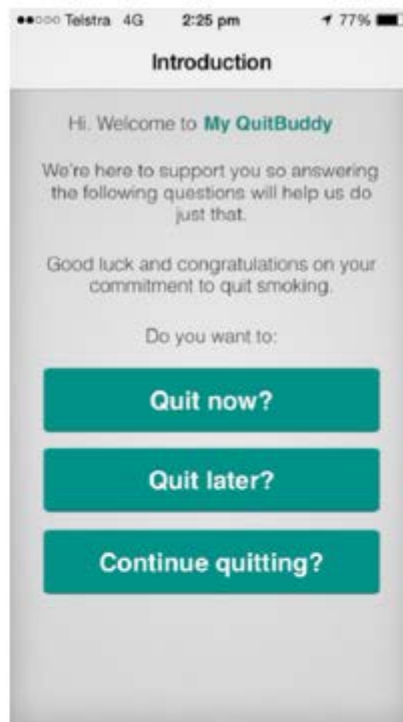 Telstra 4G 2:25 pm 77%
Introduction
Hi. Welcome to My QuitBuddy
We're here to support you so answering
the following questions will help us do
just that.
Good luck and congratulations on your
commitment to quit smoking.
Do you want to:
Quit now?
Quit later?
Continue quitting?